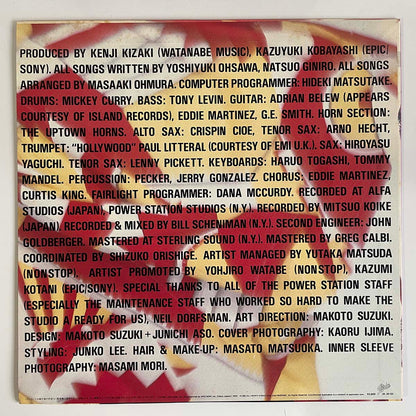 PRODUCED BY KENJI KIZAKI (WATANABE MUSIC), KAZUYUKI KOBAYASHI (EPIC/
SONY). ALL SONGS WRITTEN BY YOSHIYUKI OHSAWA, NATSUO GINIRO. ALL SONGS
ARRANGED BY MASAAKI OHMURA. COMPUTER PROGRAMMER: HIDEKI MATSUTAKE.
DRUMS: MICKEY CURRY. BASS: TONY LEVIN. GUITAR: ADRIAN BELEW (APPEARS
COURTESY OF ISLAND RECORDS), EDDIE MARTINEZ, G.E. SMITH. HORN SECTION:
THE UPTOWN HORNS. ALTO SAX: CRISPIN CIOE, TENOR SAX: ARNO HECHT,
TRUMPET: "HOLLYWOOD" PAUL LITTERAL (COURTESY OF EMI U.K.). SAX: HIROYASU
YAGUCHI. TENOR SAX: LENNY PICKETT. KEYBOARDS: HARUO TOGASHI, TOMMY
MANDEL. PERCUSSION: PECKER, JERRY GONZALEZ. CHORUS: EDDIE MARTINEZ,
CURTIS KING. FAIRLIGHT PROGRAMMER: DANA MCCURDY. RECORDED AT ALFA
STUDIOS (JAPAN), POWER STATION STUDIOS (N.Y.) RECORDED BY MITSUO KOIKE
(JAPAN) RECORDED & MIXED BY BILL SCHENIMAN (N.Y.). SECOND ENGINEER: JOHN
GOLDBERGER. MASTERED AT STERLING SOUND (N.Y.). MASTERED BY GREG CALBI.
COORDINATED BY SHIZUKO ORISHIGE. ARTIST MANAGED BY YUTAKA MATSUDA
(NONSTOP). ARTIST PROMOTED BY YOHJIRO WATABE (NONSTOP), KAZUMI
KOTANI (EPIC/SONY). SPECIAL THANKS TO ALL OF THE POWER STATION STAFF
(ESPECIALLY THE MAINTENANCE STAFF WHO WORKED SO HARD TO MAKE THE
STUDIO A READY FOR US), NEIL DORFSMAN. ART DIRECTION: MAKOTO SUZUKI.
DESIGN: MAKOTO SUZUKI + JUNICHI ASO. COVER PHOTOGRAPHY: KAORU IJIMA.
STYLING: JUNKO LEE. HAIR & MAKE-UP: MASATO MATSUOKA. INNER SLEEVE
PHOTOGRAPHY: MASAMI MORI.